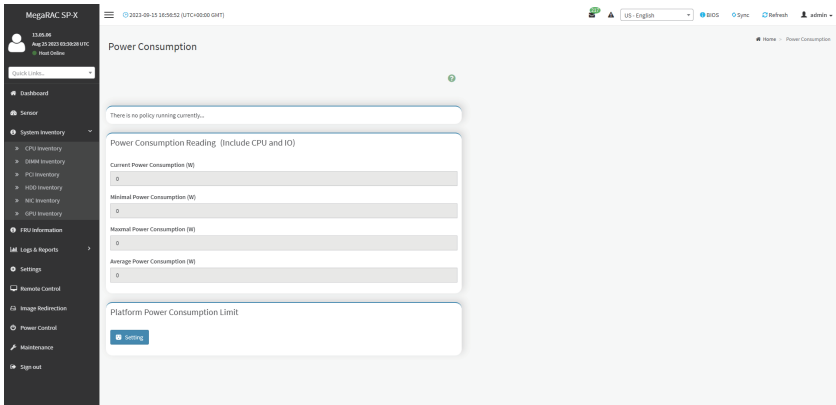 MegaRAC SP-X
2023-09-15 16:58:52 (UTC+00:00 GMT)
US - English
BIOS
Sync
Refresh
admin
13.05.06
Aug 25 2023 03:30:28 UTC
Host Online
Quick Links...
Dashboard
Sensor
System Inventory
CPU Inventory
DIMM Inventory
PCI Inventory
HDD Inventory
NIC Inventory
GPU Inventory
FRU Information
Logs & Reports
Settings
Remote Control
Image Redirection
Power Control
Maintenance
Sign out
Power Consumption
Home > Power Consumption
There is no policy running currently...
Power Consumption Reading (Include CPU and IO)
Current Power Consumption (W)
0
Minimal Power Consumption (W)
0
Maxmal Power Consumption (W)
0
Average Power Consumption (W)
0
Platform Power Consumption Limit
Setting